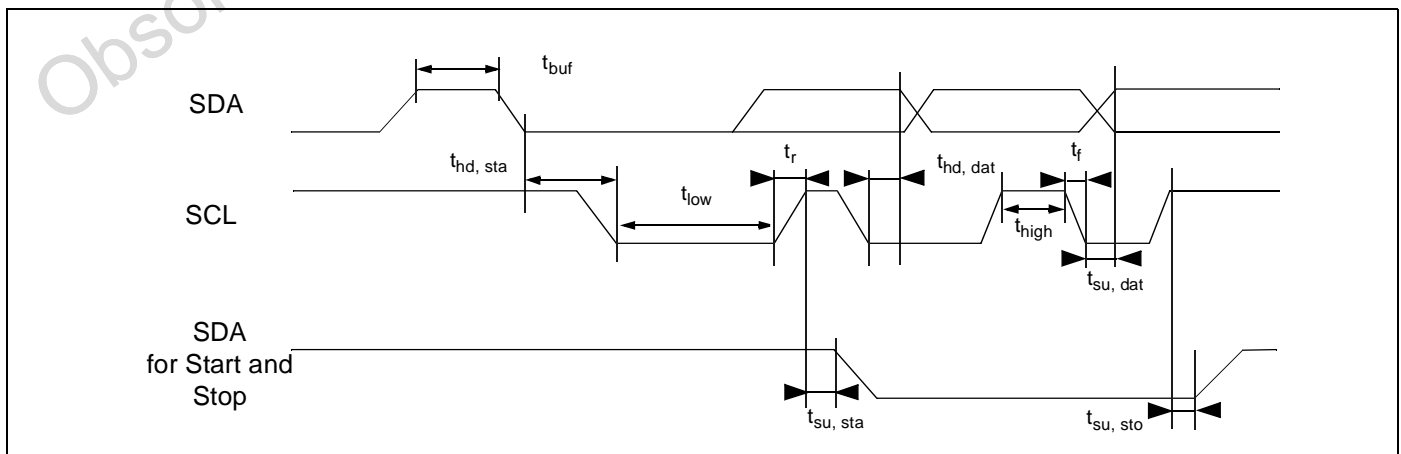 Obsol
t_buf
SDA
t_hd, sta
t_r
t_hd, dat
t_f
t_low
SCL
t_high
t_su, dat
SDA
for Start and
Stop
t_su, sta
t_su, sto